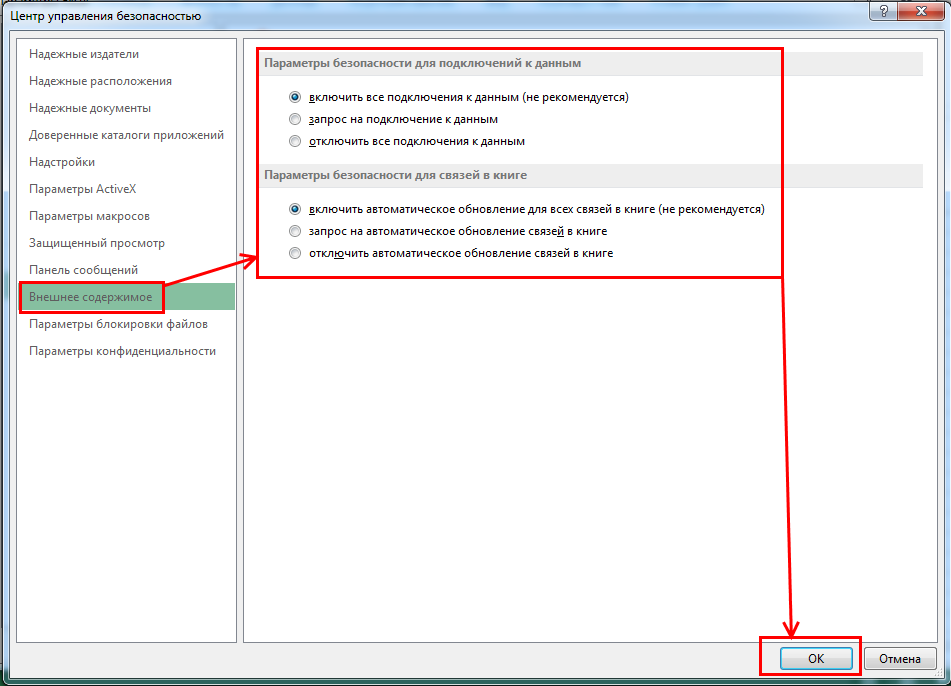 Центр управления безопасностью
?
Надежные издатели
Надежные расположения
Надежные документы
Доверенные каталоги приложений
Надстройки
Параметры ActiveX
Параметры макросов
Защищенный просмотр
Панель сообщений
Внешнее содержимое
Параметры блокировки файлов
Параметры конфиденциальности
Параметры безопасности для подключений к данным
включить все подключения к данным (не рекомендуется)
запрос на подключение к данным
отключить все подключения к данным
Параметры безопасности для связей в книге
включить автоматическое обновление для всех связей в книге (не рекомендуется)
запрос на автоматическое обновление связей в книге
отключить автоматическое обновление связей в книге
ОК
Отмена